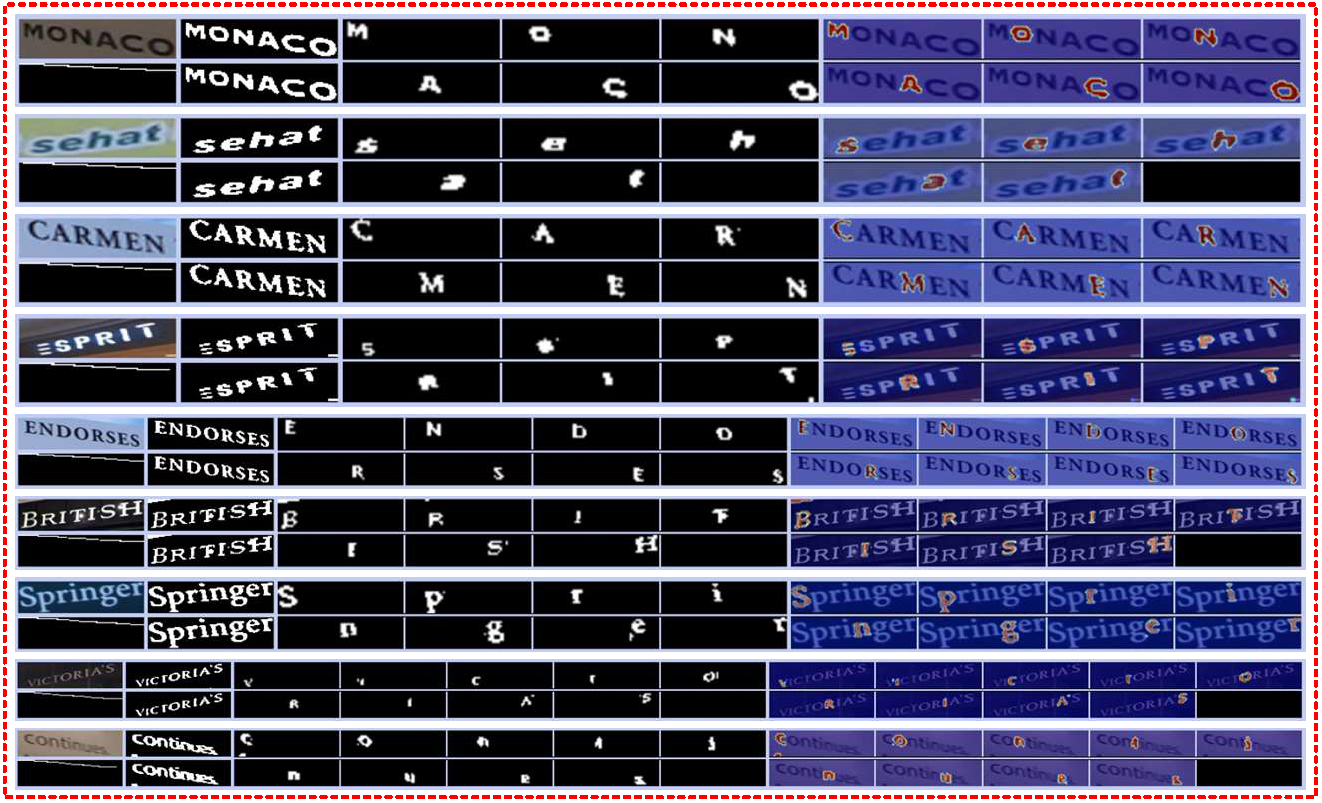 MONACO MONACO M O N MONACO MONACO MONACO
MONACO A C O MONACO MONACO MONACO
sehat sehat s e h sehat sehat sehat
sehat a t sehat sehat
CARMEN CARMEN C A R CARMEN CARMEN CARMEN
CARMEN M E N CARMEN CARMEN CARMEN
ESPRIT ESPRIT 5 P ESPRIT ESPRIT ESPRIT
ESPRIT R I T ESPRIT ESPRIT ESPRIT
ENDORSES ENDORSES E N D O ENDORSES ENDORSES ENDORSES ENDORSES
ENDORSES R S E S ENDORSES ENDORSES ENDORSES ENDORSES
BRITISH BRITISH B R I T BRITISH BRITISH BRITISH BRITISH
BRITISH I S H BRITISH BRITISH BRITISH
Springer Springer S p r i Springer Springer Springer Springer
Springer n g e r Springer Springer Springer Springer
VICTORIA'S VICTORIA'S V C T O VICTORIA'S VICTORIA'S VICTORIA'S VICTORIA'S VICTORIA'S
VICTORIA'S R I A 'S VICTORIA'S VICTORIA'S VICTORIA'S VICTORIA'S
Continues Continues C o n t i Continues Continues Continues Continues Continues
Continues n u e s Continues Continues Continues Continues